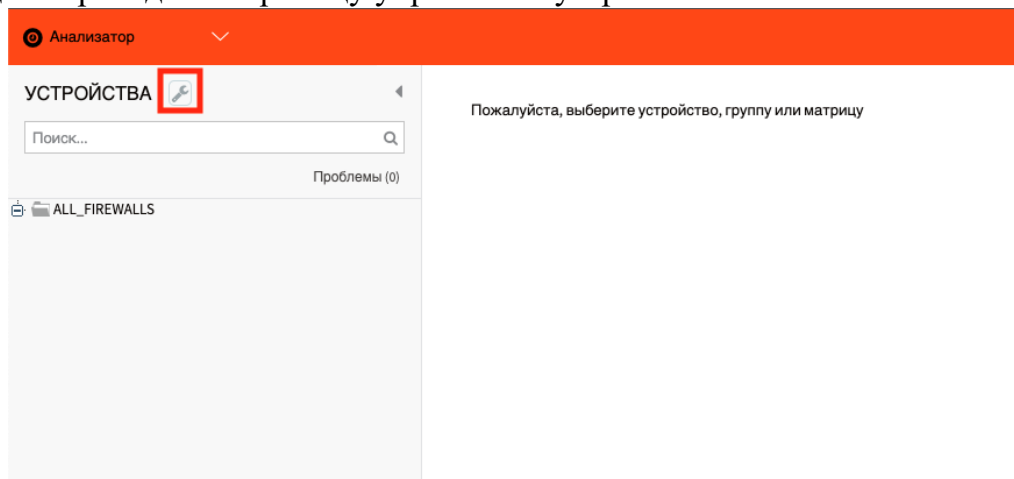 Анализатор
УСТРОЙСТВА
Пожалуйста, выберите устройство, группу или матрицу
Поиск...
Проблемы (0)
ALL_FIREWALLS